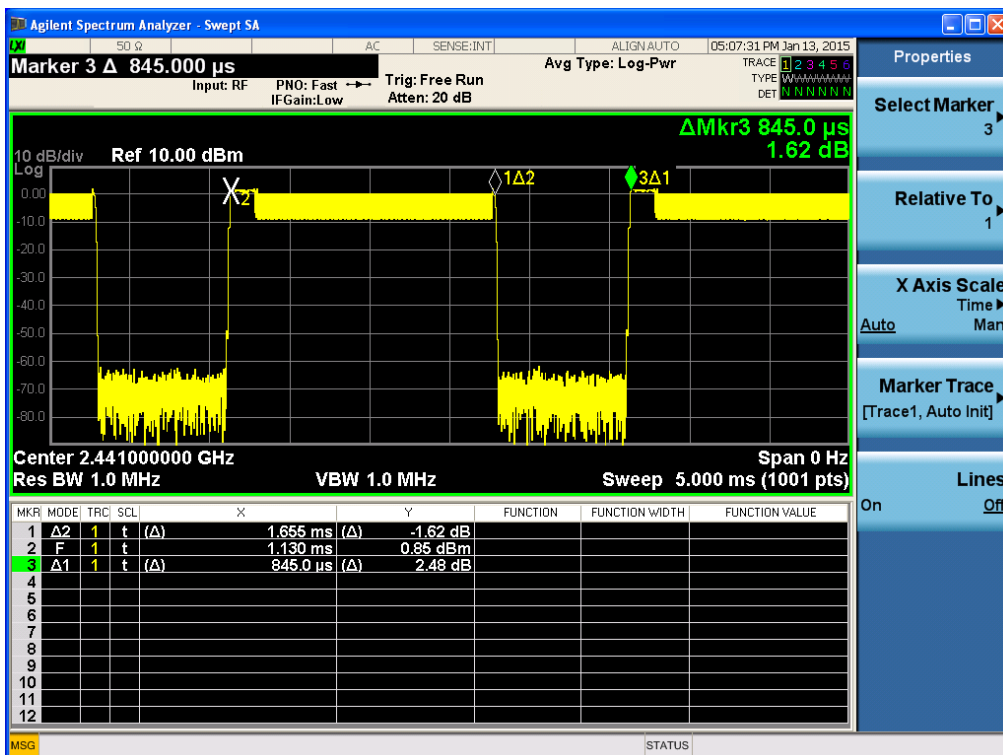 Agilent Spectrum Analyzer - Swept SA
LXI 50 Ω AC SENSE:INT ALIGNAUTO 05:07:31 PM Jan 13, 2015
Marker 3 Δ 845.000 µs
Input: RF PNO: Fast Trig: Free Run Avg Type: Log-Pwr TRACE 1 2 3 4 5 6
IFGain:Low Atten: 20 dB TYPE
DET N N N N N N
ΔMkr3 845.0 µs
1.62 dB
10 dB/div Ref 10.00 dBm
Log
0.00
-10.0
-20.0
-30.0
-40.0
-50.0
-60.0
-70.0
-80.0
X2
1Δ2
3Δ1
Center 2.441000000 GHz Span 0 Hz
Res BW 1.0 MHz VBW 1.0 MHz Sweep 5.000 ms (1001 pts)
MKR MODE TRC SCL X Y FUNCTION FUNCTION WIDTH FUNCTION VALUE
1 Δ2 1 t (Δ) 1.655 ms (Δ) -1.62 dB
2 F 1 t 1.130 ms 0.85 dBm
3 Δ1 1 t (Δ) 845.0 µs (Δ) 2.48 dB
4
5
6
7
8
9
10
11
12
MSG STATUS
Properties
Select Marker
3
Relative To
1
X Axis Scale
Time
Auto Man
Marker Trace
[Trace1, Auto Init]
Lines
On Off